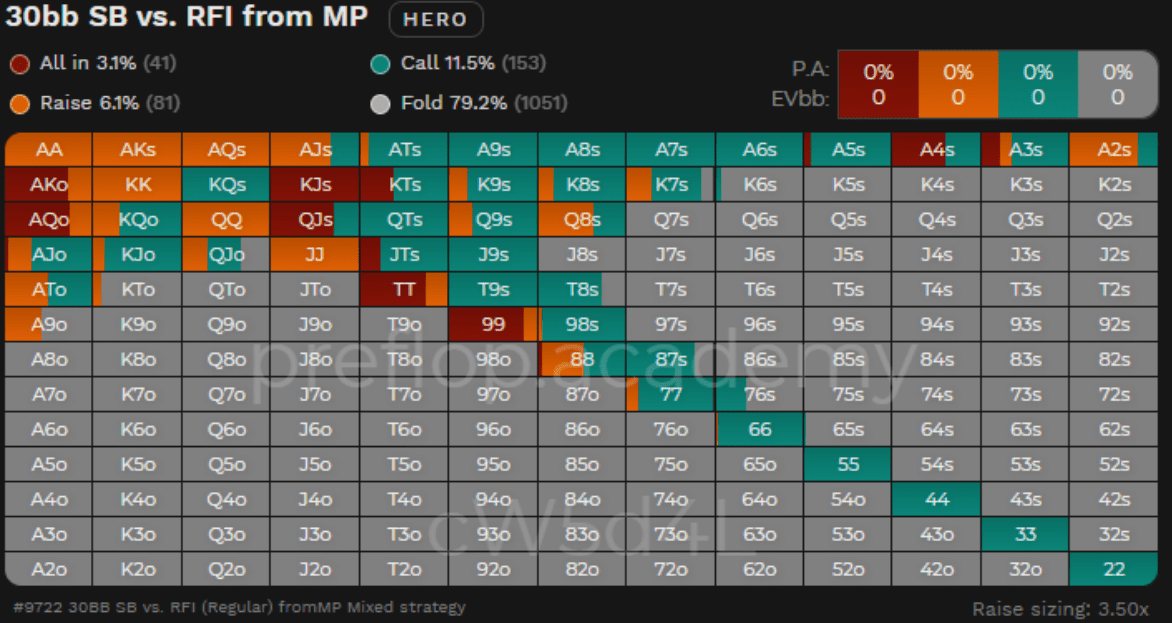 30bb SB vs. RFI from MP HERO
All in 3.1% (41) Call 11.5% (153)
Raise 6.1% (81) Fold 79.2% (1051)
P.A: 0% 0% 0% 0%
EVbb: 0 0 0 0
AA AKs AQs AJs ATs A9s A8s A7s A6s A5s A4s A3s A2s
AKo KK KQs KJs KTs K9s K8s K7s K6s K5s K4s K3s K2s
AQo KQo QQ QJs QTs Q9s Q8s Q7s Q6s Q5s Q4s Q3s Q2s
AJo KJo QJo JJ JTs J9s J8s J7s J6s J5s J4s J3s J2s
ATo KTo QTo JTo TT T9s T8s T7s T6s T5s T4s T3s T2s
A9o K9o Q9o J9o T9o 99 98s 97s 96s 95s 94s 93s 92s
A8o K8o Q8o J8o T8o 98o 88 87s 86s 85s 84s 83s 82s
A7o K7o Q7o J7o T7o 97o 87o 77 76s 75s 74s 73s 72s
A6o K6o Q6o J6o T6o 96o 86o 76o 66 65s 64s 63s 62s
A5o K5o Q5o J5o T5o 95o 85o 75o 65o 55 54s 53s 52s
A4o K4o Q4o J4o T4o 94o 84o 74o 64o 54o 44 43s 42s
A3o K3o Q3o J3o T3o 93o 83o 73o 63o 53o 43o 33 32s
A2o K2o Q2o J2o T2o 92o 82o 72o 62o 52o 42o 32o 22
preflop.academy
cW5d4L
#9722 30BB SB vs. RFI (Regular) fromMP Mixed strategy
Raise sizing: 3.50x